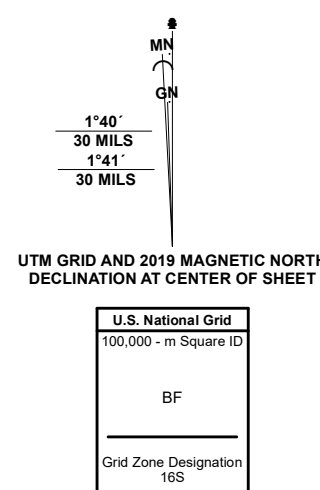 MN
GN
1°40´
30 MILS
1°41´
30 MILS
UTM GRID AND 2019 MAGNETIC NORTH
DECLINATION AT CENTER OF SHEET
U.S. National Grid
100,000 - m Square ID
BF
Grid Zone Designation
16S